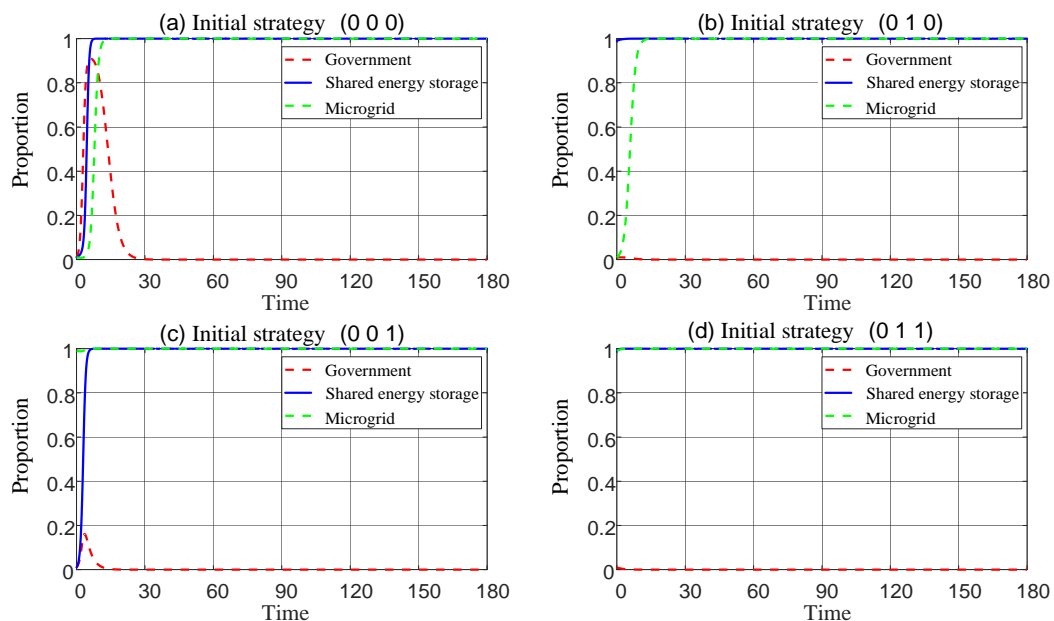 (a) Initial strategy (0 0 0)
1
0.8
0.6
0.4
0.2
0
Proportion
Government
Shared energy storage
Microgrid
0 30 60 90 120 150 180
Time
(b) Initial strategy (0 1 0)
1
0.8
0.6
0.4
0.2
0
Proportion
Government
Shared energy storage
Microgrid
0 30 60 90 120 150 180
Time
(c) Initial strategy (0 0 1)
1
0.8
0.6
0.4
0.2
0
Proportion
Government
Shared energy storage
Microgrid
0 30 60 90 120 150 180
Time
(d) Initial strategy (0 1 1)
1
0.8
0.6
0.4
0.2
0
Proportion
Government
Shared energy storage
Microgrid
0 30 60 90 120 150 180
Time